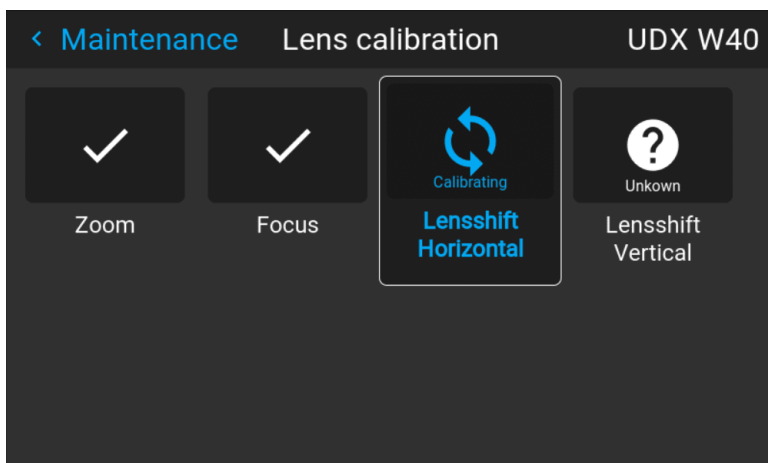 Maintenance Lens calibration UDX W40
Calibrating
Unkown
Zoom
Focus
Lensshift
Horizontal
Lensshift
Vertical